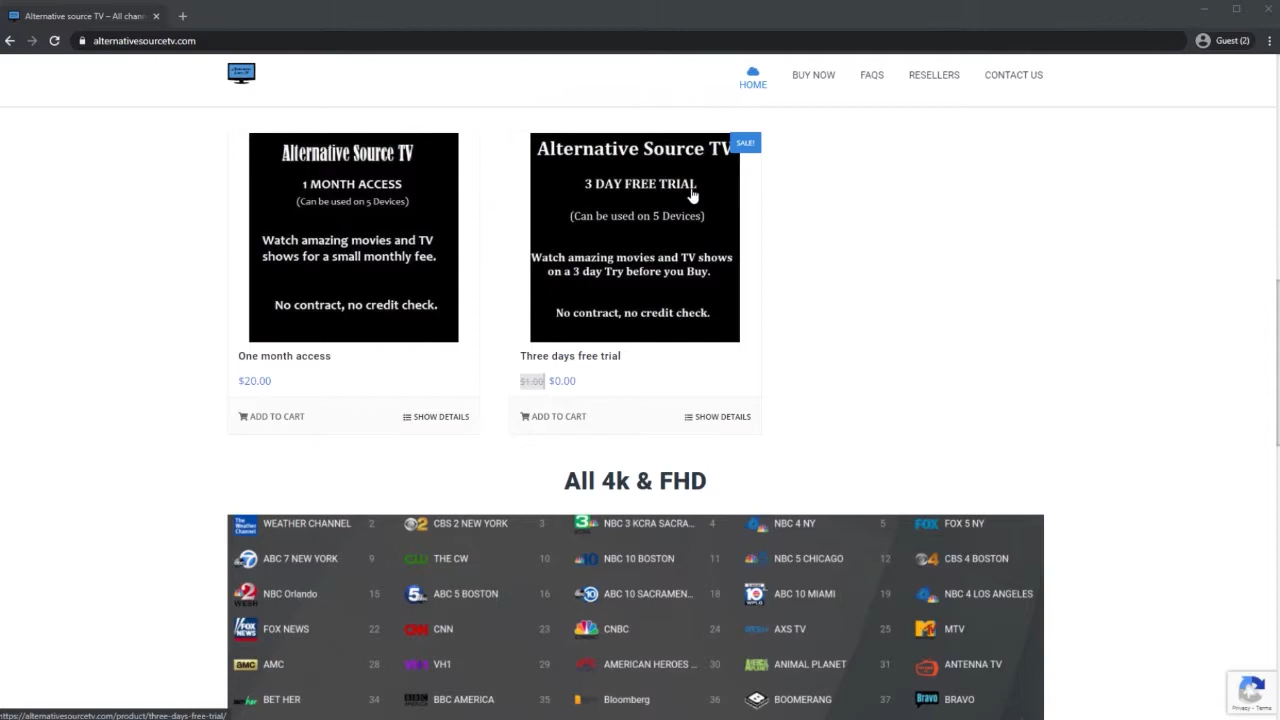 Alternative source TV – All chan
alternativesourcetv.com
Guest (2)
HOME
BUY NOW
FAQS
RESELLERS
CONTACT US
Alternative Source TV
1 MONTH ACCESS
(Can be used on 5 Devices)
Watch amazing movies and TV
shows for a small monthly fee.
No contract, no credit check.
One month access
$20.00
ADD TO CART
SHOW DETAILS
SALE!
Alternative Source TV
3 DAY FREE TRIAL
(Can be used on 5 Devices)
Watch amazing movies and TV shows
on a 3 day Try before you Buy.
No contract, no credit check.
Three days free trial
$1.00 $0.00
ADD TO CART
SHOW DETAILS
All 4k & FHD
The Weather Channel WEATHER CHANNEL 2 CBS 2 NEW YORK 3 NBC 3 KCRA SACRA... 4 NBC 4 NY 5 FOX 5 NY
ABC 7 NEW YORK 9 THE CW 10 NBC 10 BOSTON 11 NBC 5 CHICAGO 12 CBS 4 BOSTON
NBC Orlando 15 ABC 5 BOSTON 16 ABC 10 SACRAMEN... 18 ABC 10 MIAMI 19 NBC 4 LOS ANGELES
FOX NEWS 22 CNN 23 CNBC 24 AXS TV 25 MTV
AMC 28 VH1 29 AMERICAN HEROES ... 30 ANIMAL PLANET 31 ANTENNA TV
BET HER 34 BBC AMERICA 35 Bloomberg 36 BOOMERANG 37 BRAVO
Privacy - Terms
https://alternativesourcetv.com/product/three-days-free-trial/